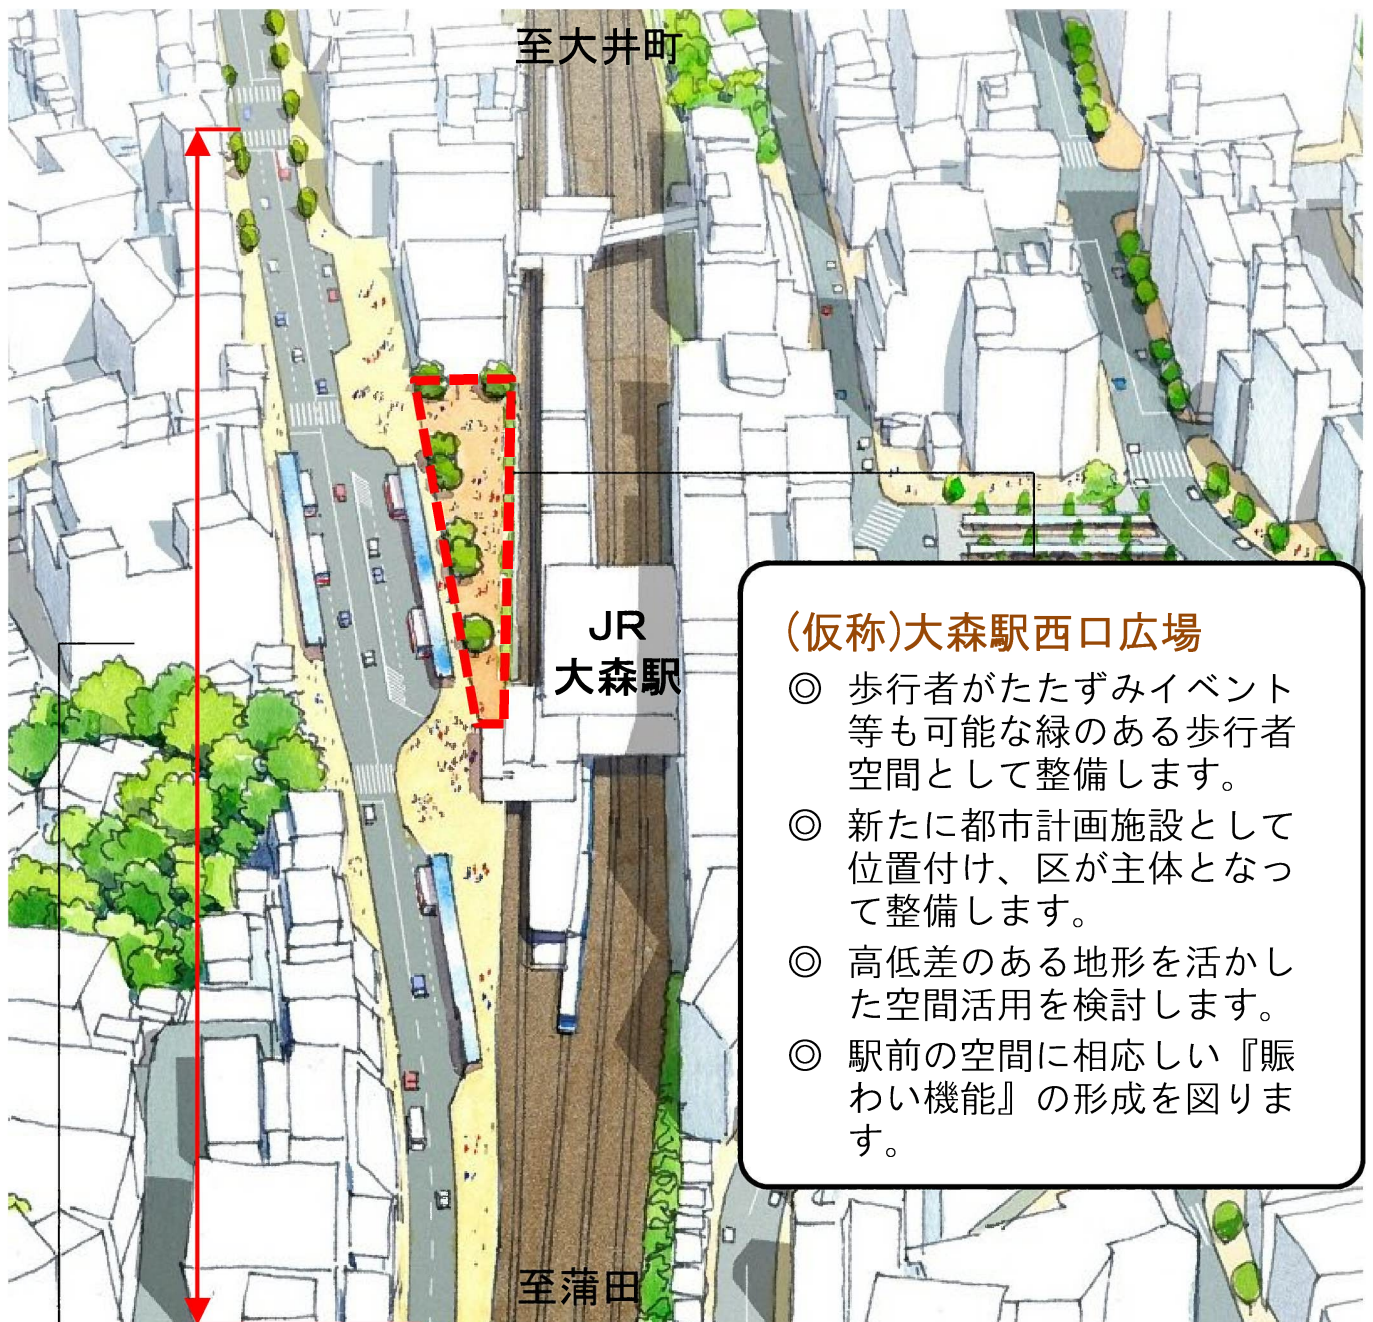 至大井町
JR
大森駅
(仮称)大森駅西口広場
◎ 歩行者がたたずみイベント
等も可能な緑のある歩行者
空間として整備します。
◎ 新たに都市計画施設として
位置付け、区が主体となっ
て整備します。
◎ 高低差のある地形を活かし
た空間活用を検討します。
◎ 駅前の空間に相応しい『賑
わい機能』の形成を図りま
す。
至蒲田